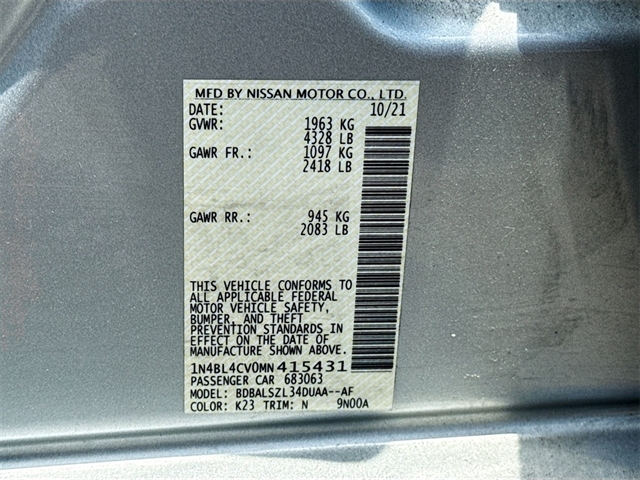 MFD BY NISSAN MOTOR CO., LTD.
DATE: 10/21
GVWR: 1963 KG
4328 LB
GAWR FR.: 1097 KG
2418 LB
GAWR RR.: 945 KG
2083 LB
THIS VEHICLE CONFORMS TO
ALL APPLICABLE FEDERAL
MOTOR VEHICLE SAFETY,
BUMPER, AND THEFT
PREVENTION STANDARDS IN
EFFECT ON THE DATE OF
MANUFACTURE SHOWN ABOVE.
1N4BL4CV0MN415431
PASSENGER CAR 683063
MODEL: BDBALSZL34DUAA--AF
COLOR: K23 TRIM: N 9N00A